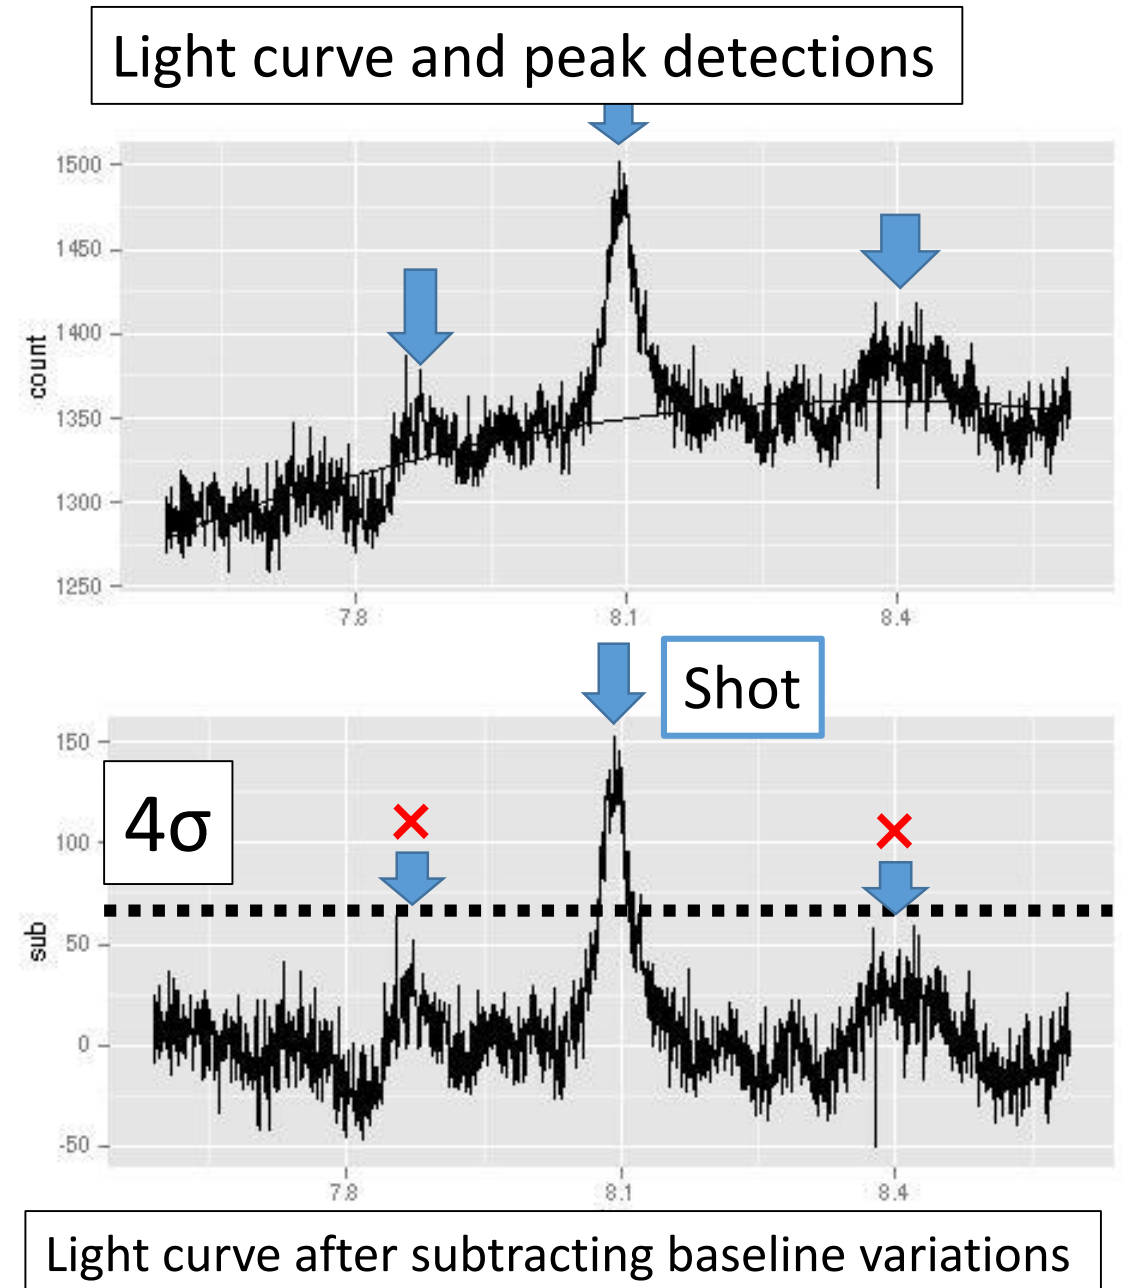 Light curve and peak detections
1500
1450
1400
1350
1300
1250
count
7.8
8.1
8.4
Shot
150
4σ
100
50
0
-50
sub
7.8
8.1
8.4
Light curve after subtracting baseline variations